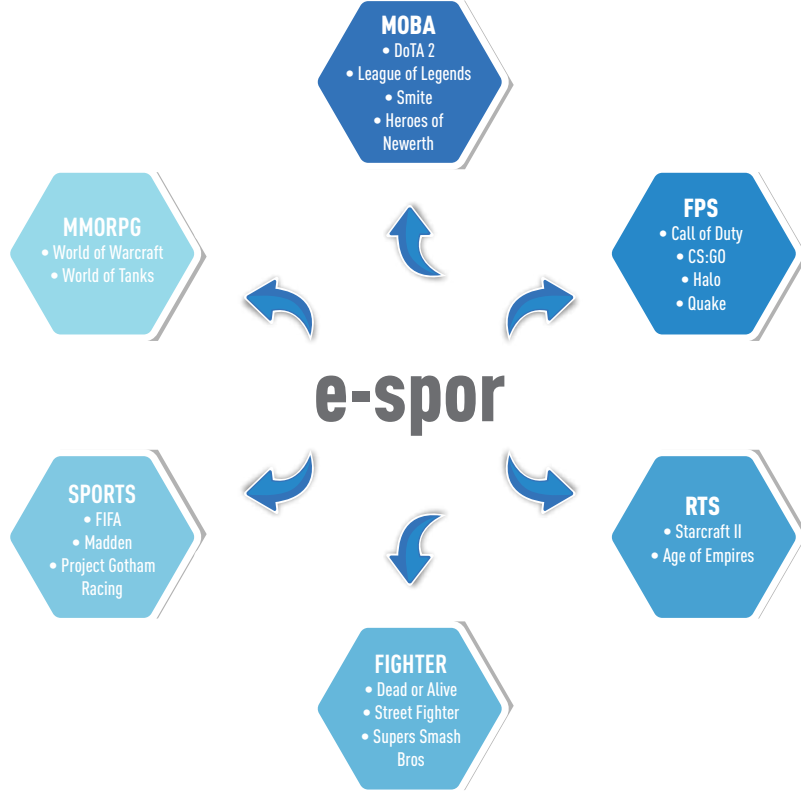 MOBA
• DoTA 2
• League of Legends
• Smite
• Heroes of
Newerth
FPS
• Call of Duty
• CS:GO
• Halo
• Quake
RTS
• Starcraft II
• Age of Empires
FIGHTER
• Dead or Alive
• Street Fighter
• Supers Smash
Bros
SPORTS
• FIFA
• Madden
• Project Gotham
Racing
MMORPG
• World of Warcraft
• World of Tanks
e-spor